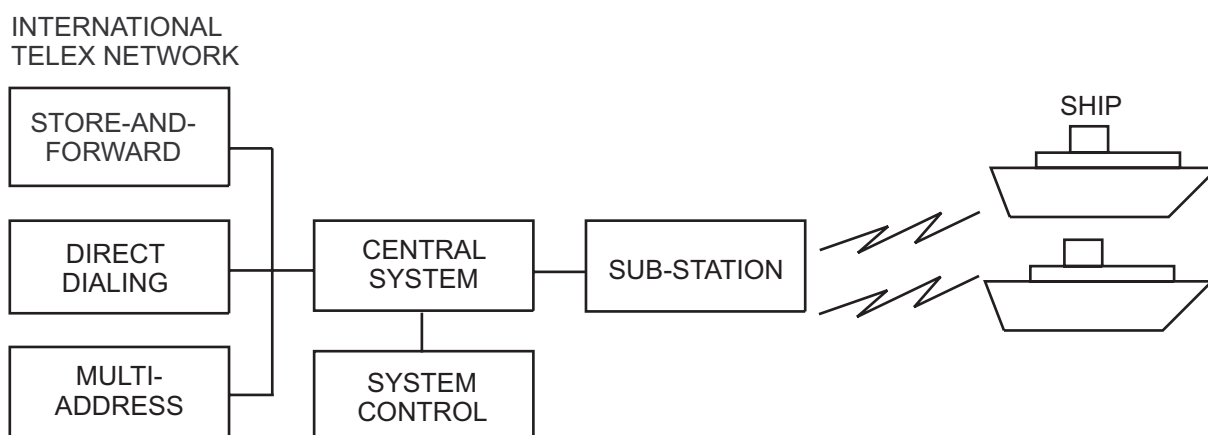 INTERNATIONAL
TELEX NETWORK
STORE-AND-
FORWARD
DIRECT
DIALING
MULTI-
ADDRESS
CENTRAL
SYSTEM
SYSTEM
CONTROL
SUB-STATION
SHIP